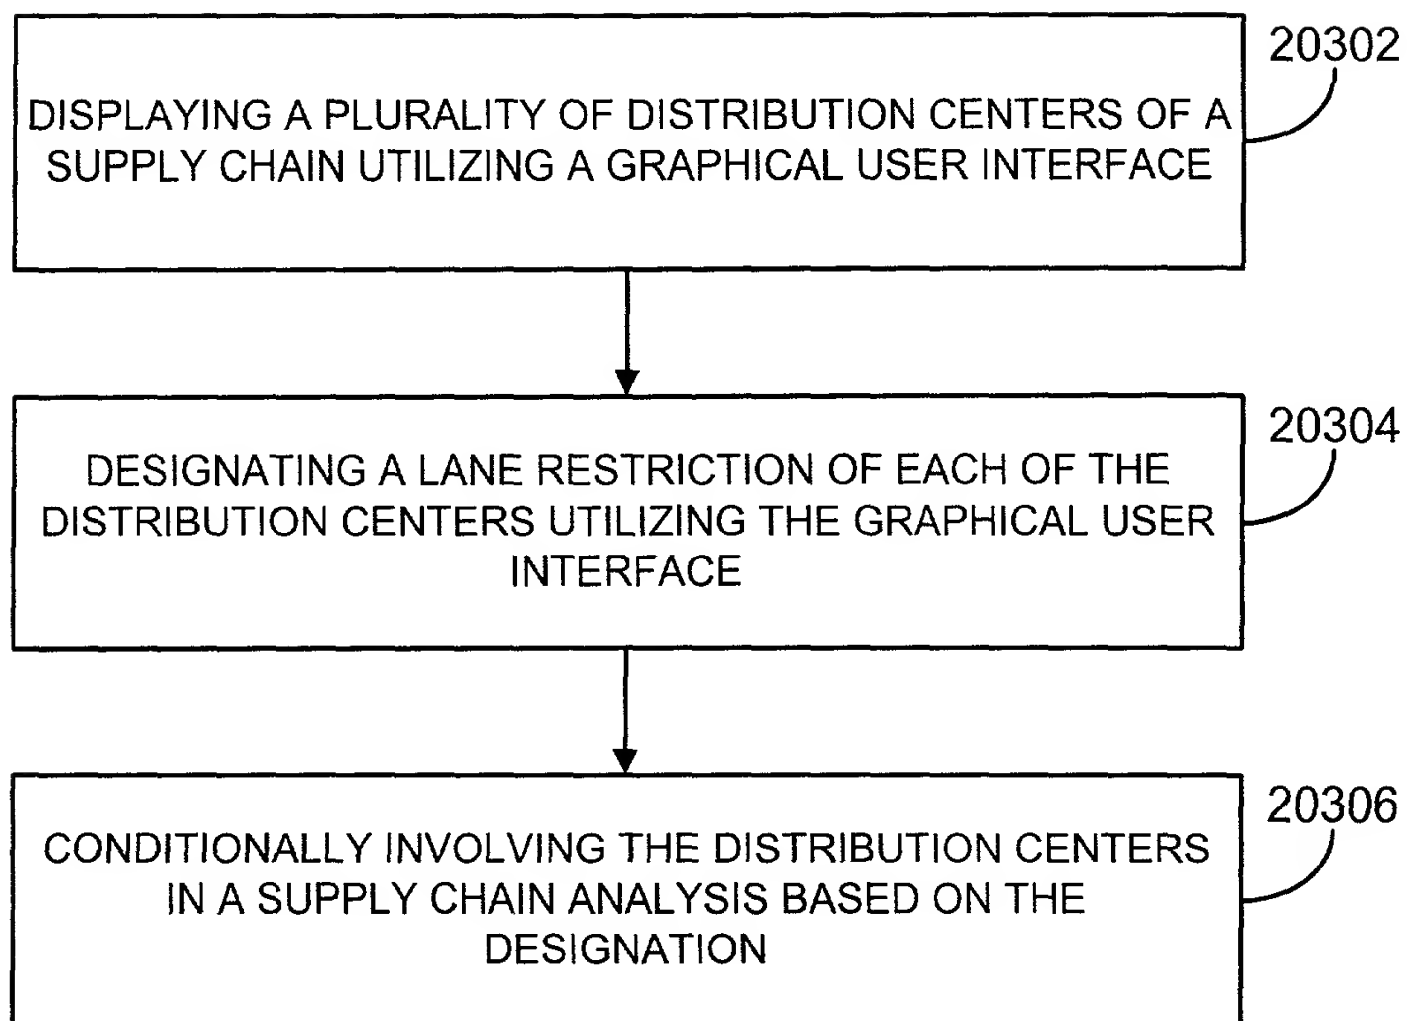 20302
DISPLAYING A PLURALITY OF DISTRIBUTION CENTERS OF A
SUPPLY CHAIN UTILIZING A GRAPHICAL USER INTERFACE
20304
DESIGNATING A LANE RESTRICTION OF EACH OF THE
DISTRIBUTION CENTERS UTILIZING THE GRAPHICAL USER
INTERFACE
20306
CONDITIONALLY INVOLVING THE DISTRIBUTION CENTERS
IN A SUPPLY CHAIN ANALYSIS BASED ON THE
DESIGNATION